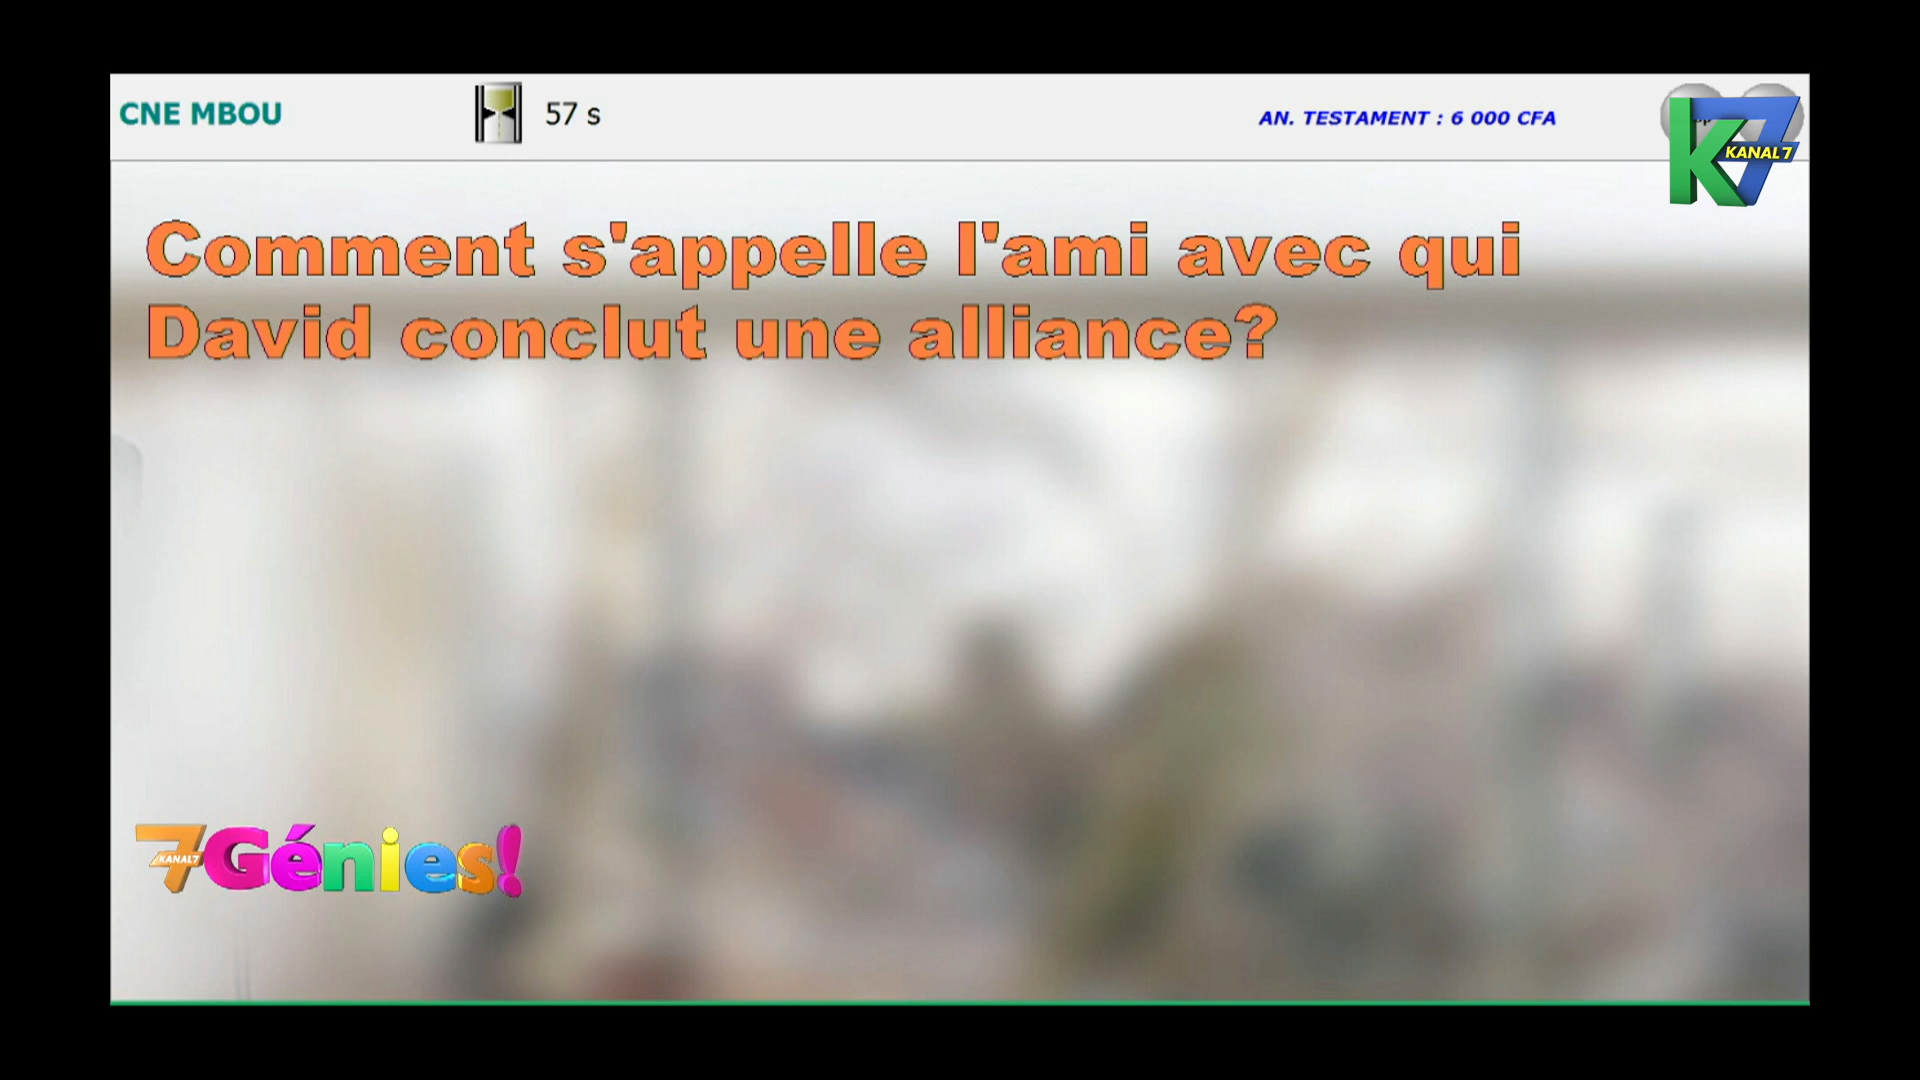 CNE MBOU
57 s
AN. TESTAMENT : 6 000 CFA
KANAL7
Comment s'appelle l'ami avec qui
David conclut une alliance?
7Génies!
KANAL7